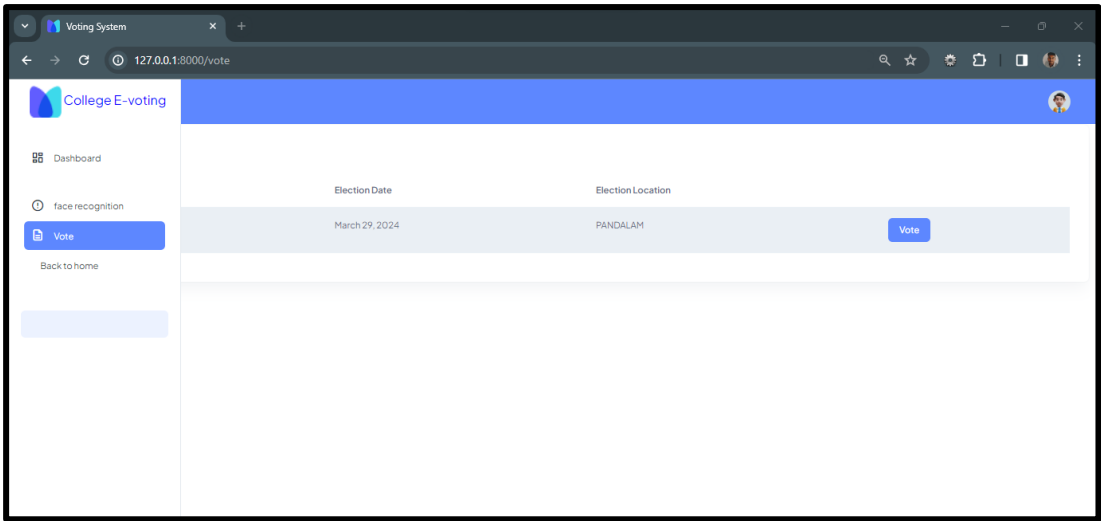 Voting System
127.0.0.1:8000/vote
College E-voting
Dashboard
face recognition
Vote
Back to home
Election Date Election Location
March 29, 2024 PANDALAM Vote